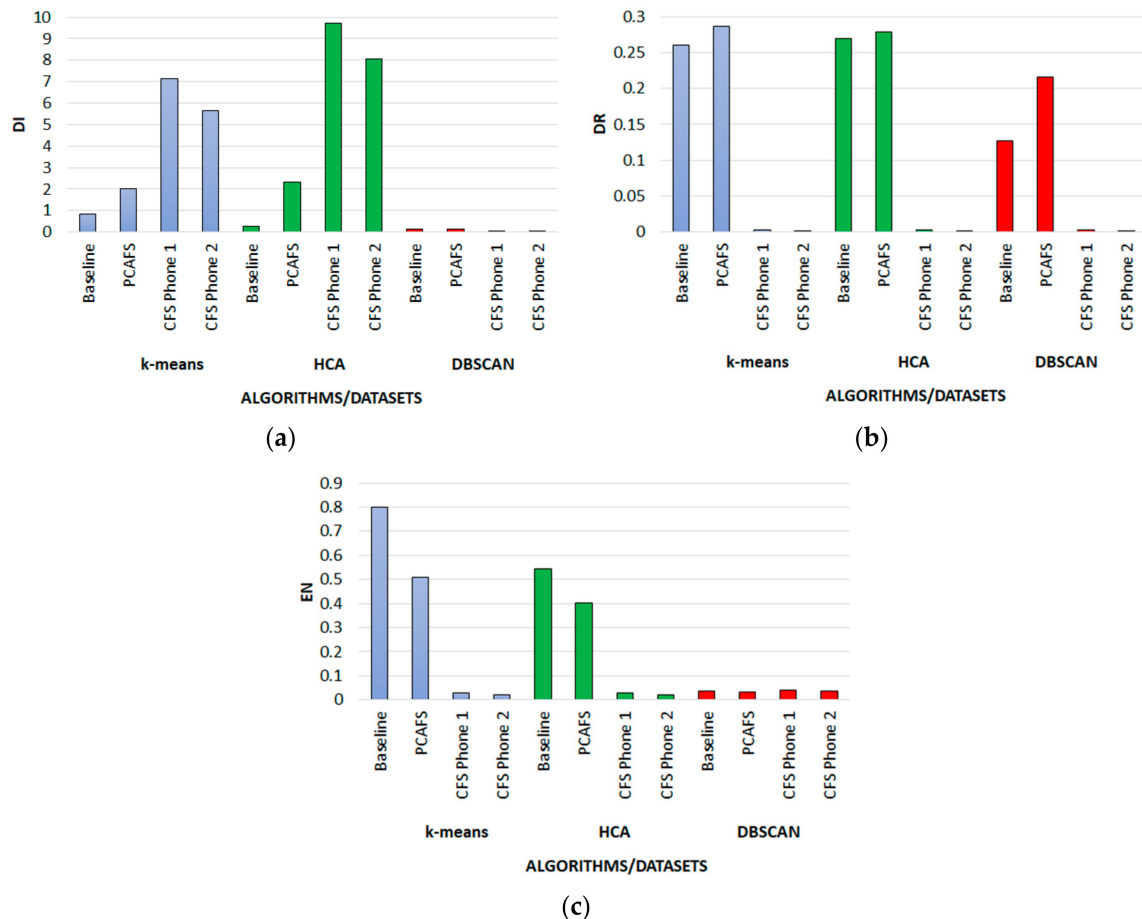 DI
10
9
8
7
6
5
4
3
2
1
0
Baseline
PCAFS
CFS Phone 1
CFS Phone 2
Baseline
PCAFS
CFS Phone 1
CFS Phone 2
Baseline
PCAFS
CFS Phone 1
CFS Phone 2
k-means HCA DBSCAN
ALGORITHMS/DATASETS
(a)
DR
0.3
0.25
0.2
0.15
0.1
0.05
0
Baseline
PCAFS
CFS Phone 1
CFS Phone 2
Baseline
PCAFS
CFS Phone 1
CFS Phone 2
Baseline
PCAFS
CFS Phone 1
CFS Phone 2
k-means HCA DBSCAN
ALGORITHMS/DATASETS
(b)
EN
0.9
0.8
0.7
0.6
0.5
0.4
0.3
0.2
0.1
0
Baseline
PCAFS
CFS Phone 1
CFS Phone 2
Baseline
PCAFS
CFS Phone 1
CFS Phone 2
Baseline
PCAFS
CFS Phone 1
CFS Phone 2
k-means HCA DBSCAN
ALGORITHMS/DATASETS
(c)